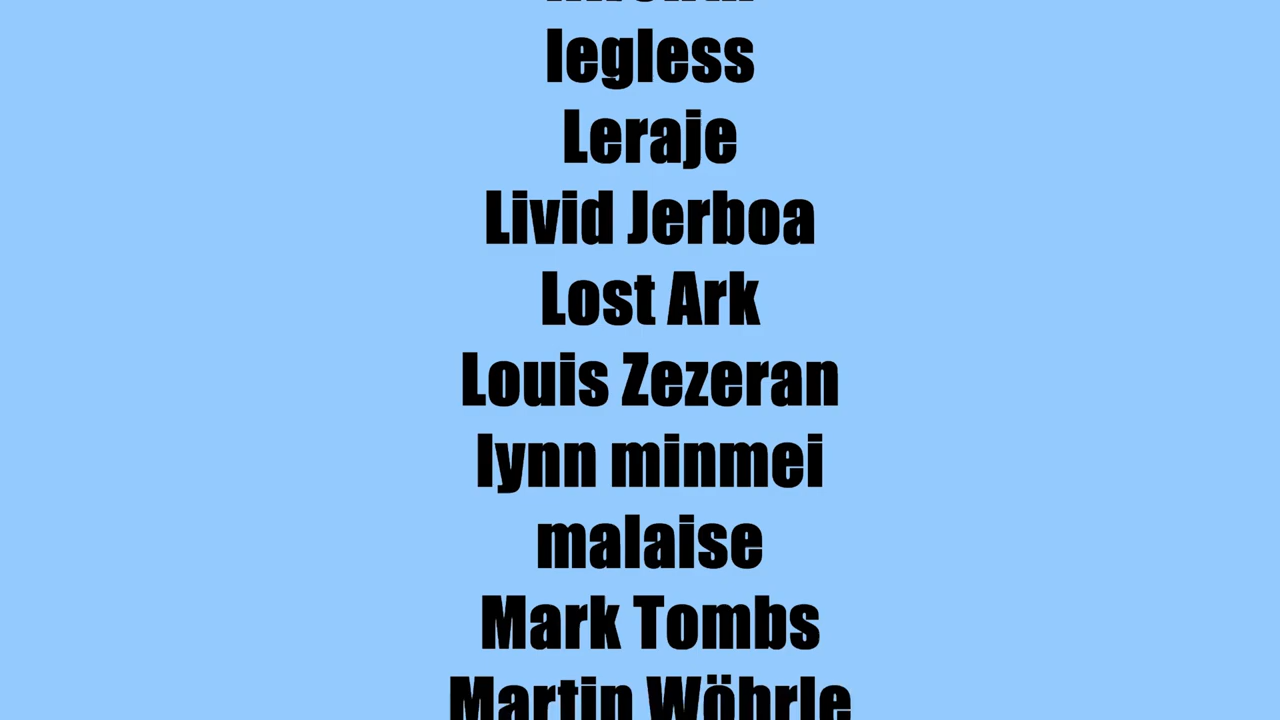 legless
Leraje
Livid Jerboa
Lost Ark
Louis Zezeran
lynn minmei
malaise
Mark Tombs
Martin Wöhrle